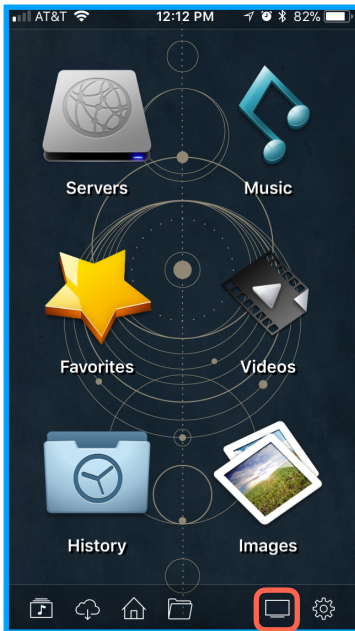 AT&T 12:12 PM 82%
Servers Music
Favorites Videos
History Images